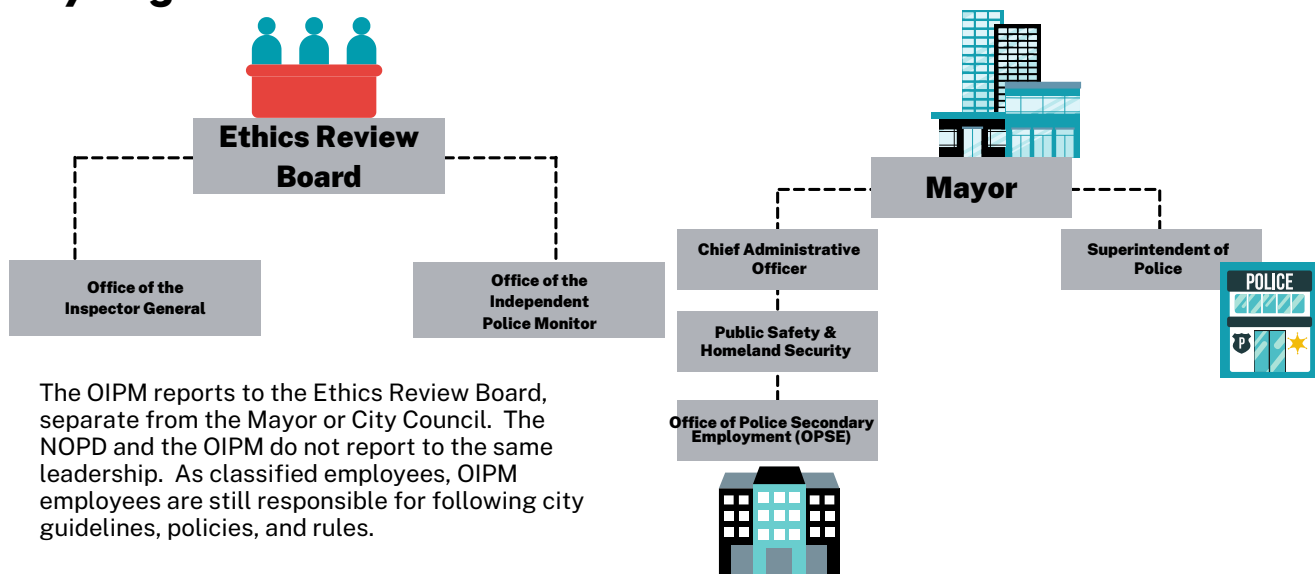 Ethics Review
Board
Mayor
Office of the
Inspector General
Office of the
Independent
Police Monitor
Chief Administrative
Officer
Superintendent of
Police
POLICE
P
Public Safety &
Homeland Security
Office of Police Secondary
Employment (OPSE)
The OIPM reports to the Ethics Review Board,
separate from the Mayor or City Council.  The
NOPD and the OIPM do not report to the same
leadership.  As classified employees, OIPM
employees are still responsible for following city
guidelines, policies, and rules.